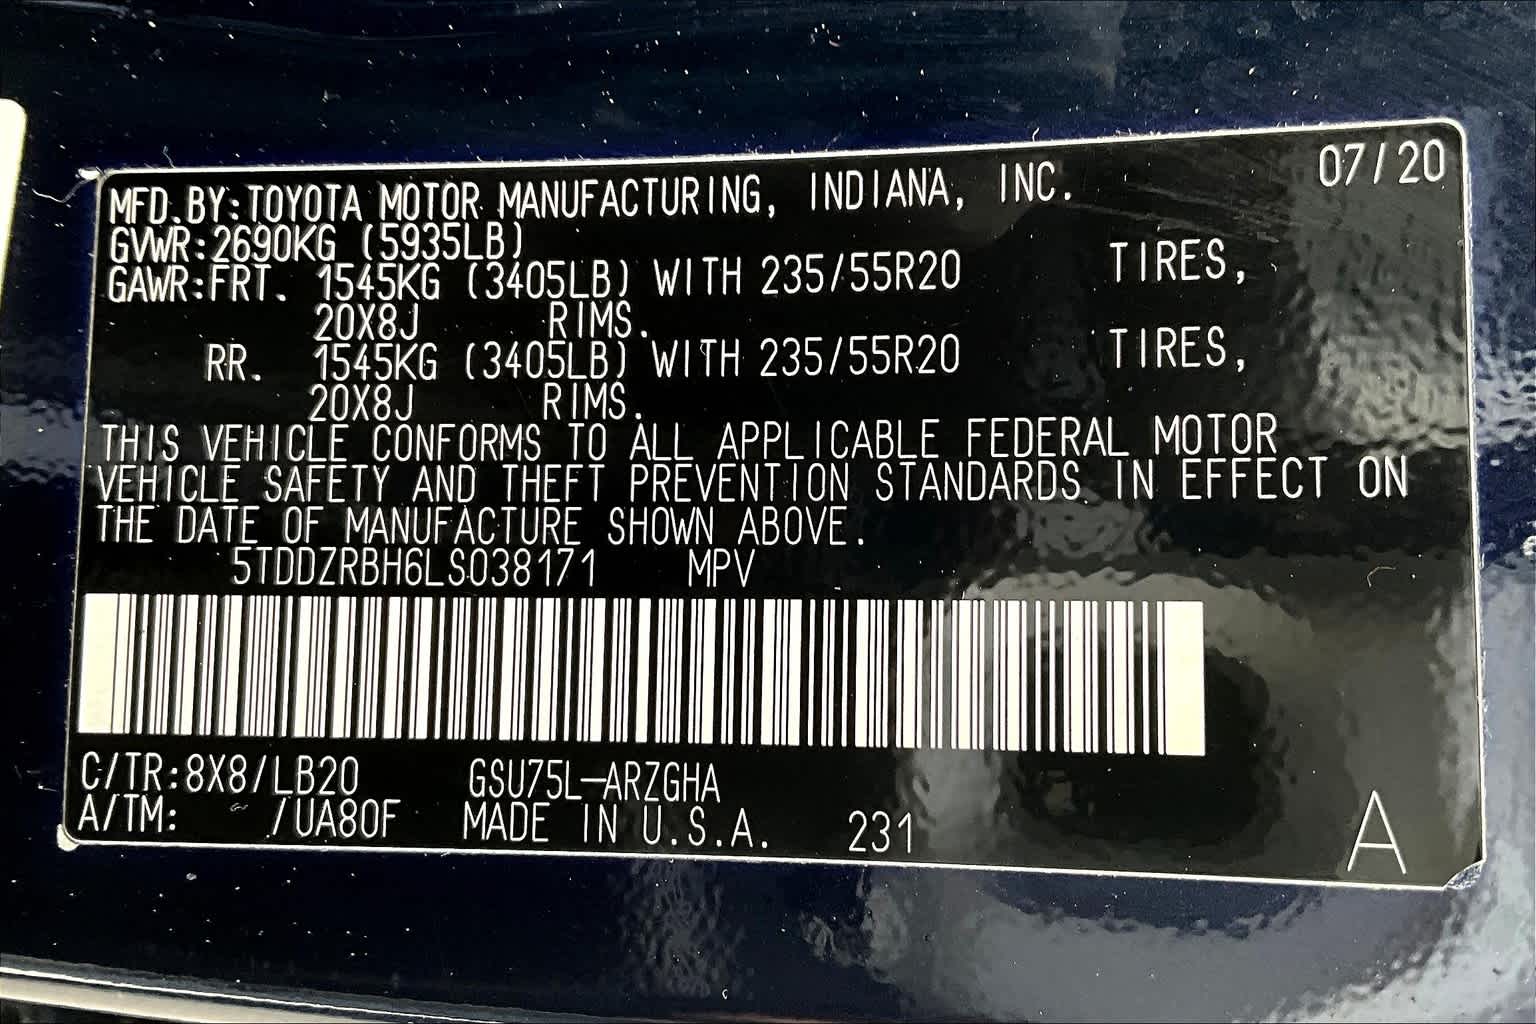 07/20
MFD.BY:TOYOTA MOTOR MANUFACTURING, INDIANA, INC.
GVWR:2690KG (5935LB)
GAWR:FRT. 1545KG (3405LB) WITH 235/55R20 TIRES,
20X8J RIMS.
RR. 1545KG (3405LB) WITH 235/55R20 TIRES,
20X8J RIMS.
THIS VEHICLE CONFORMS TO ALL APPLICABLE FEDERAL MOTOR
VEHICLE SAFETY AND THEFT PREVENTION STANDARDS IN EFFECT ON
THE DATE OF MANUFACTURE SHOWN ABOVE.
5TDDZRBH6LS038171 MPV
C/TR:8X8/LB20 GSU75L-ARZGHA
A/TM: /UA80F MADE IN U.S.A. 231
A